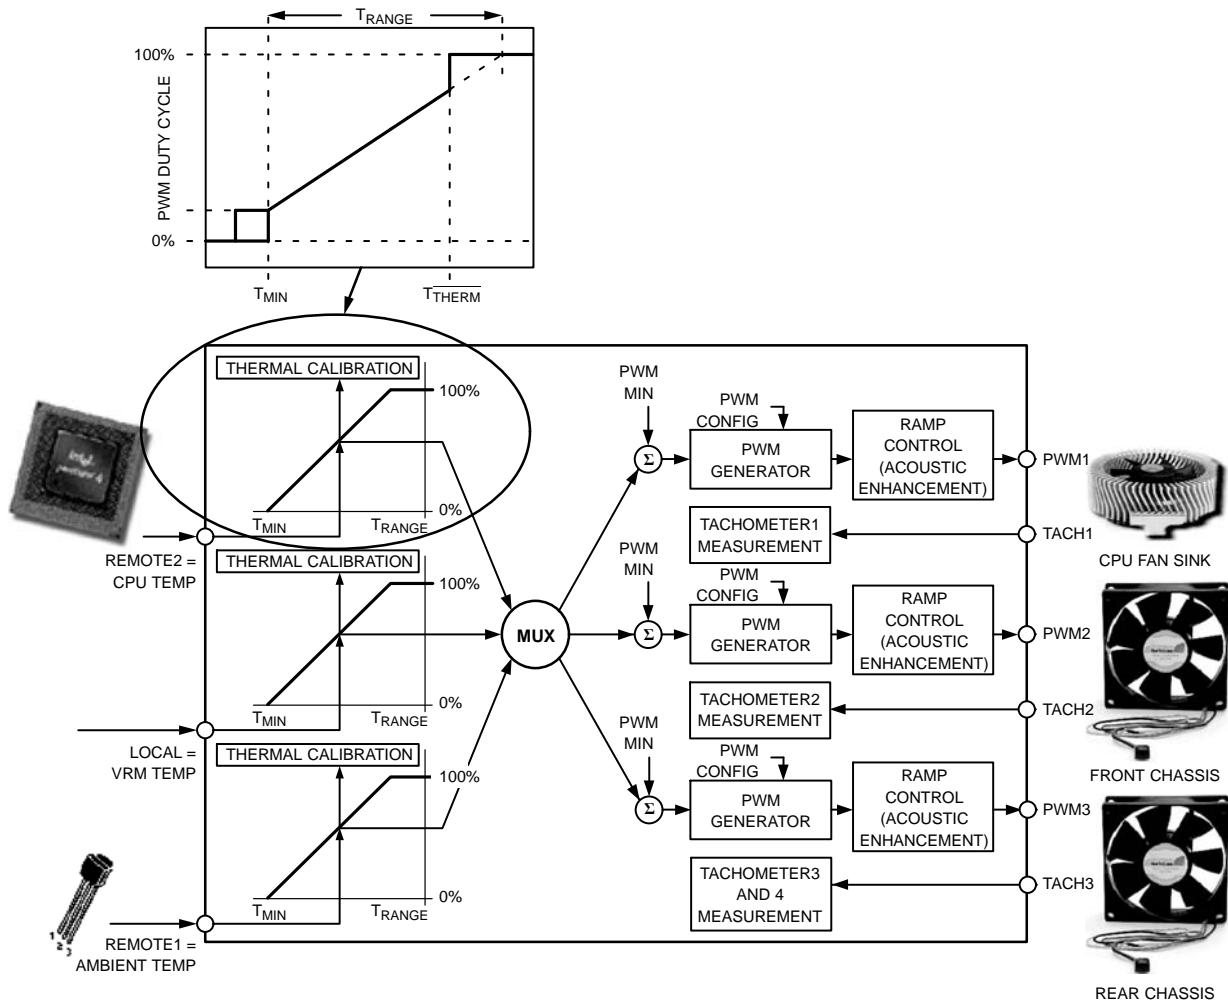 TRANGE
100%
PWM DUTY CYCLE
0%
TMIN
TTHERM
THERMAL CALIBRATION
100%
0%
TMIN
TRANGE
REMOTE2 =
CPU TEMP
THERMAL CALIBRATION
100%
0%
TMIN
TRANGE
LOCAL =
VRM TEMP
THERMAL CALIBRATION
100%
0%
TMIN
TRANGE
REMOTE1 =
AMBIENT TEMP
1
2
3
MUX
PWM
MIN
Σ
PWM
CONFIG
PWM
GENERATOR
RAMP
CONTROL
(ACOUSTIC
ENHANCEMENT)
PWM1
TACHOMETER1
MEASUREMENT
TACH1
CPU FAN SINK
PWM
MIN
Σ
PWM
CONFIG
PWM
GENERATOR
RAMP
CONTROL
(ACOUSTIC
ENHANCEMENT)
PWM2
TACHOMETER2
MEASUREMENT
TACH2
FRONT CHASSIS
PWM
MIN
Σ
PWM
CONFIG
PWM
GENERATOR
RAMP
CONTROL
(ACOUSTIC
ENHANCEMENT)
PWM3
TACHOMETER3
AND 4
MEASUREMENT
TACH3
REAR CHASSIS